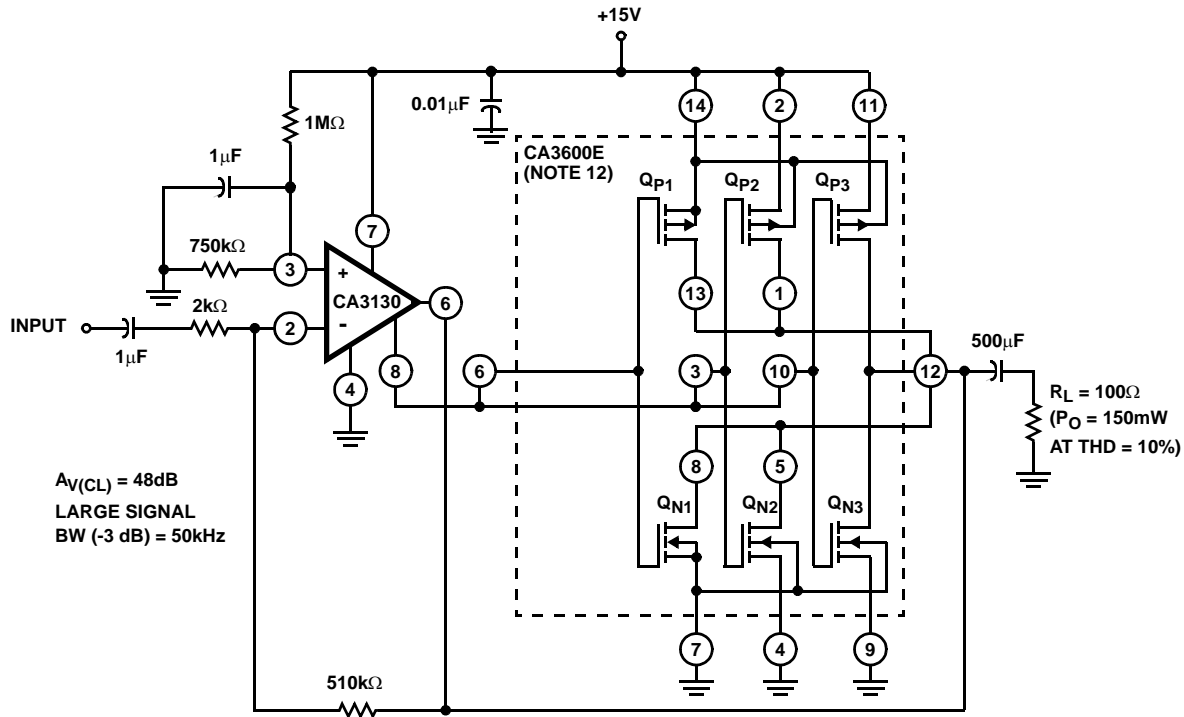 +15V
0.01μF
1MΩ
1μF
750kΩ
2kΩ
INPUT
1μF
3
2
+
-
CA3130
7
6
8
4
14
2
11
CA3600E
(NOTE 12)
QP1
QP2
QP3
13
1
6
3
10
12
500μF
RL = 100Ω
(PO = 150mW
AT THD = 10%)
8
5
QN1
QN2
QN3
7
4
9
AV(CL) = 48dB
LARGE SIGNAL
BW (-3 dB) = 50kHz
510kΩ